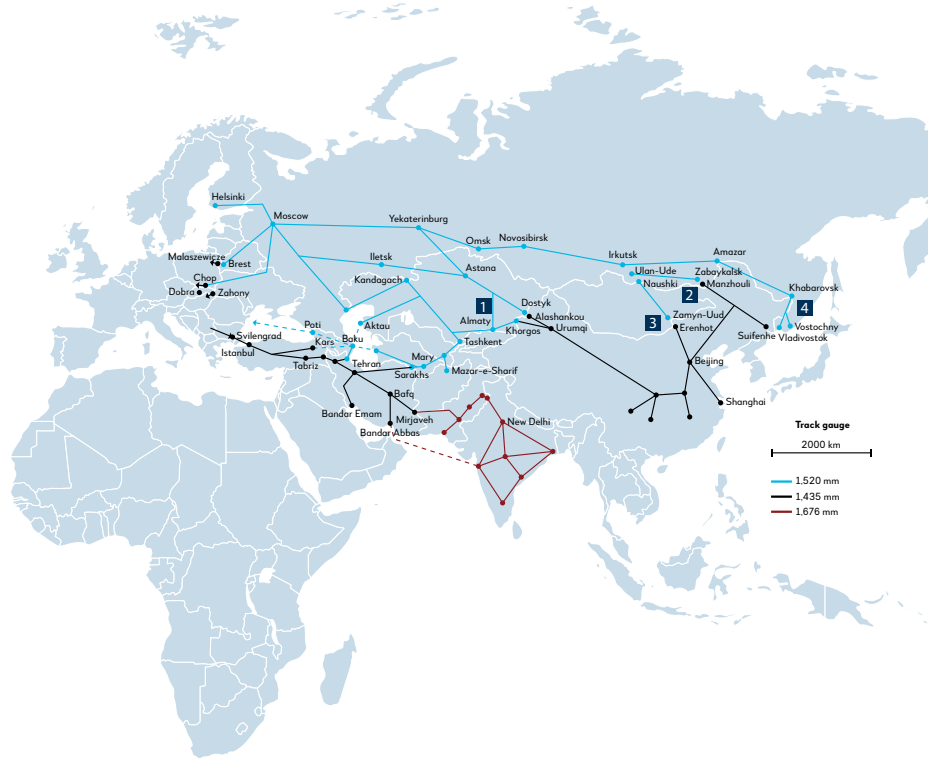 Helsinki
Moscow
Yekaterinburg
Omsk
Novosibirsk
Malaszewicze
Brest
Iletsk
Irkutsk
Amazar
Chop
Kandagach
Astana
Ulan-Ude
Zabaykalsk
Dobra
Zahony
Naushki
Manzhouli
Khabarovsk
1
Dostyk
2
4
Alashankou
3
Zamyn-Uud
Poti
Aktau
Almaty
Khorgos
Urumqi
Erenhot
Suifenhe
Vostochny
Vladivostok
Svilengrad
Kars
Baku
Tashkent
Istanbul
Tabriz
Tehran
Mary
Beijing
Sarakhs
Mazar-e-Sharif
Bafq
Shanghai
Bandar Emam
Mirjaveh
New Delhi
Bandar Abbas
Track gauge
2000 km
1,520 mm
1,435 mm
1,676 mm